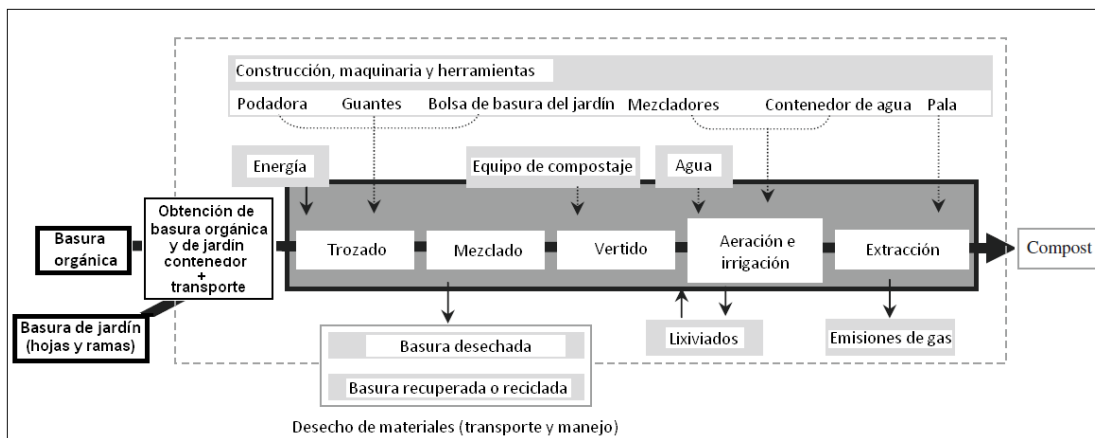 Construcción, maquinaria y herramientas
Podadora
Guantes
Bolsa de basura del jardín
Mezcladores
Contenedor de agua
Pala
Energía
Equipo de compostaje
Agua
Basura
orgánica
Basura de jardín
(hojas y ramas)
Obtención de
basura orgánica
y de jardín
contenedor
+
transporte
Trozado
Mezclado
Vertido
Aeración e
irrigación
Extracción
Compost
Basura desechada
Basura recuperada o reciclada
Lixiviados
Emisiones de gas
Desecho de materiales (transporte y manejo)